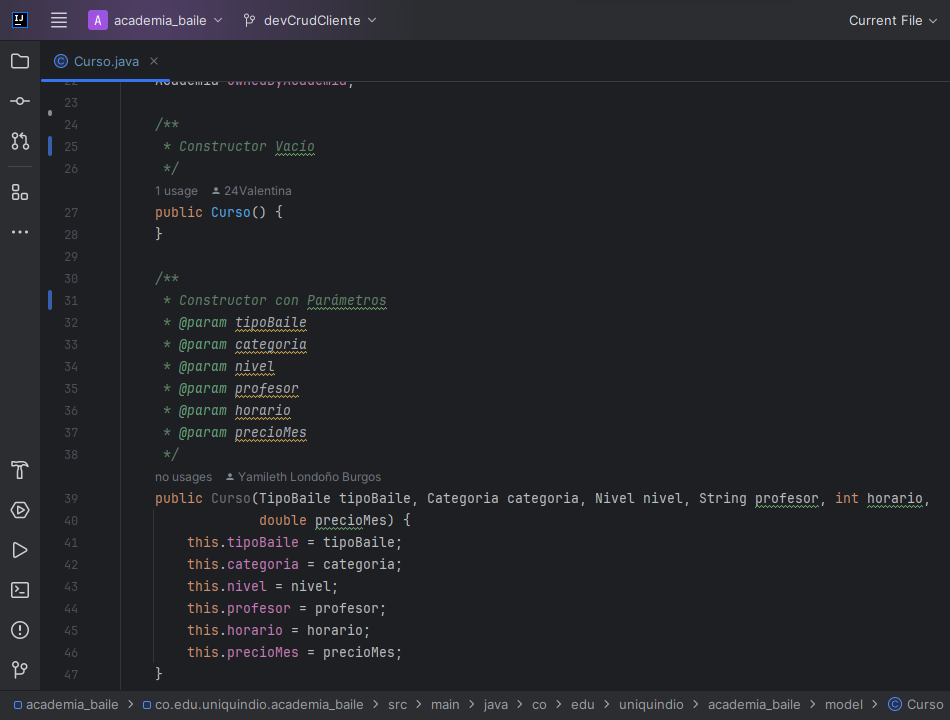 IJ A academia_baile devCrudCliente Current File
Curso.java
22 Academia ownedByAcademia;
23
24 /**
25 * Constructor Vacío
26 */
1 usage 24Valentina
27 public Curso() {
28 }
29
30 /**
31 * Constructor con Parámetros
32 * @param tipoBaile
33 * @param categoria
34 * @param nivel
35 * @param profesor
36 * @param horario
37 * @param precioMes
38 */
no usages Yamileth Londoño Burgos
39 public Curso(TipoBaile tipoBaile, Categoria categoria, Nivel nivel, String profesor, int horario,
40 double precioMes) {
41 this.tipoBaile = tipoBaile;
42 this.categoria = categoria;
43 this.nivel = nivel;
44 this.profesor = profesor;
45 this.horario = horario;
46 this.precioMes = precioMes;
47 }
academia_baile > co.edu.uniquindio.academia_baile > src > main > java > co > edu > uniquindio > academia_baile > model > C Curso